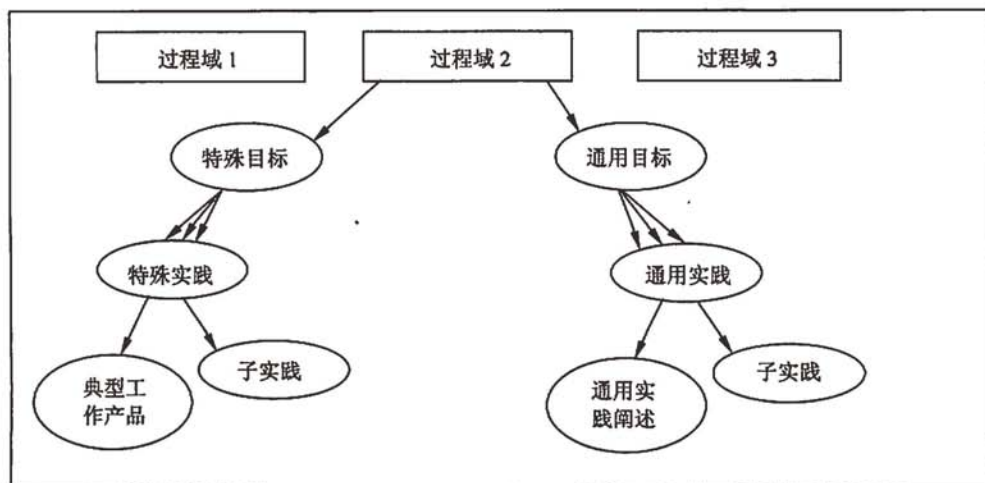 过程域 1
过程域 2
过程域 3
特殊目标
通用目标
特殊实践
通用实践
典型工
作产品
子实践
通用实
践阐述
子实践